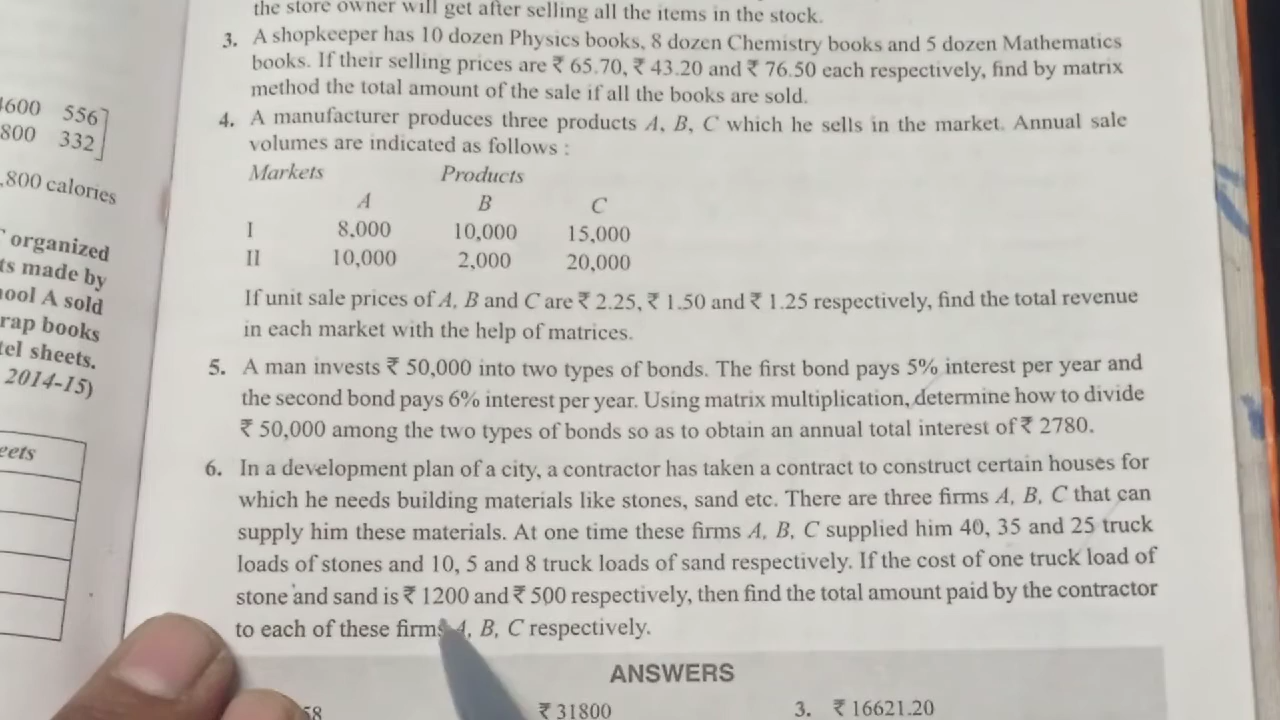 the store owner will get after selling all the items in the stock.
3. A shopkeeper has 10 dozen Physics books, 8 dozen Chemistry books and 5 dozen Mathematics
books. If their selling prices are ₹ 65.70, ₹ 43.20 and ₹ 76.50 each respectively, find by matrix
method the total amount of the sale if all the books are sold.
4. A manufacturer produces three products A, B, C which he sells in the market. Annual sale
volumes are indicated as follows :
Markets Products
A B C
I 8,000 10,000 15,000
II 10,000 2,000 20,000
If unit sale prices of A, B and C are ₹ 2.25, ₹ 1.50 and ₹ 1.25 respectively, find the total revenue
in each market with the help of matrices.
5. A man invests ₹ 50,000 into two types of bonds. The first bond pays 5% interest per year and
the second bond pays 6% interest per year. Using matrix multiplication, determine how to divide
₹ 50,000 among the two types of bonds so as to obtain an annual total interest of ₹ 2780.
6. In a development plan of a city, a contractor has taken a contract to construct certain houses for
which he needs building materials like stones, sand etc. There are three firms A, B, C that can
supply him these materials. At one time these firms A, B, C supplied him 40, 35 and 25 truck
loads of stones and 10, 5 and 8 truck loads of sand respectively. If the cost of one truck load of
stone and sand is ₹ 1200 and ₹ 500 respectively, then find the total amount paid by the contractor
to each of these firms A, B, C respectively.
ANSWERS
₹ 31800 3. ₹ 16621.20
600 556
800 332
,800 calories
organized
made by
A sold
books
sheets.
2014-15)